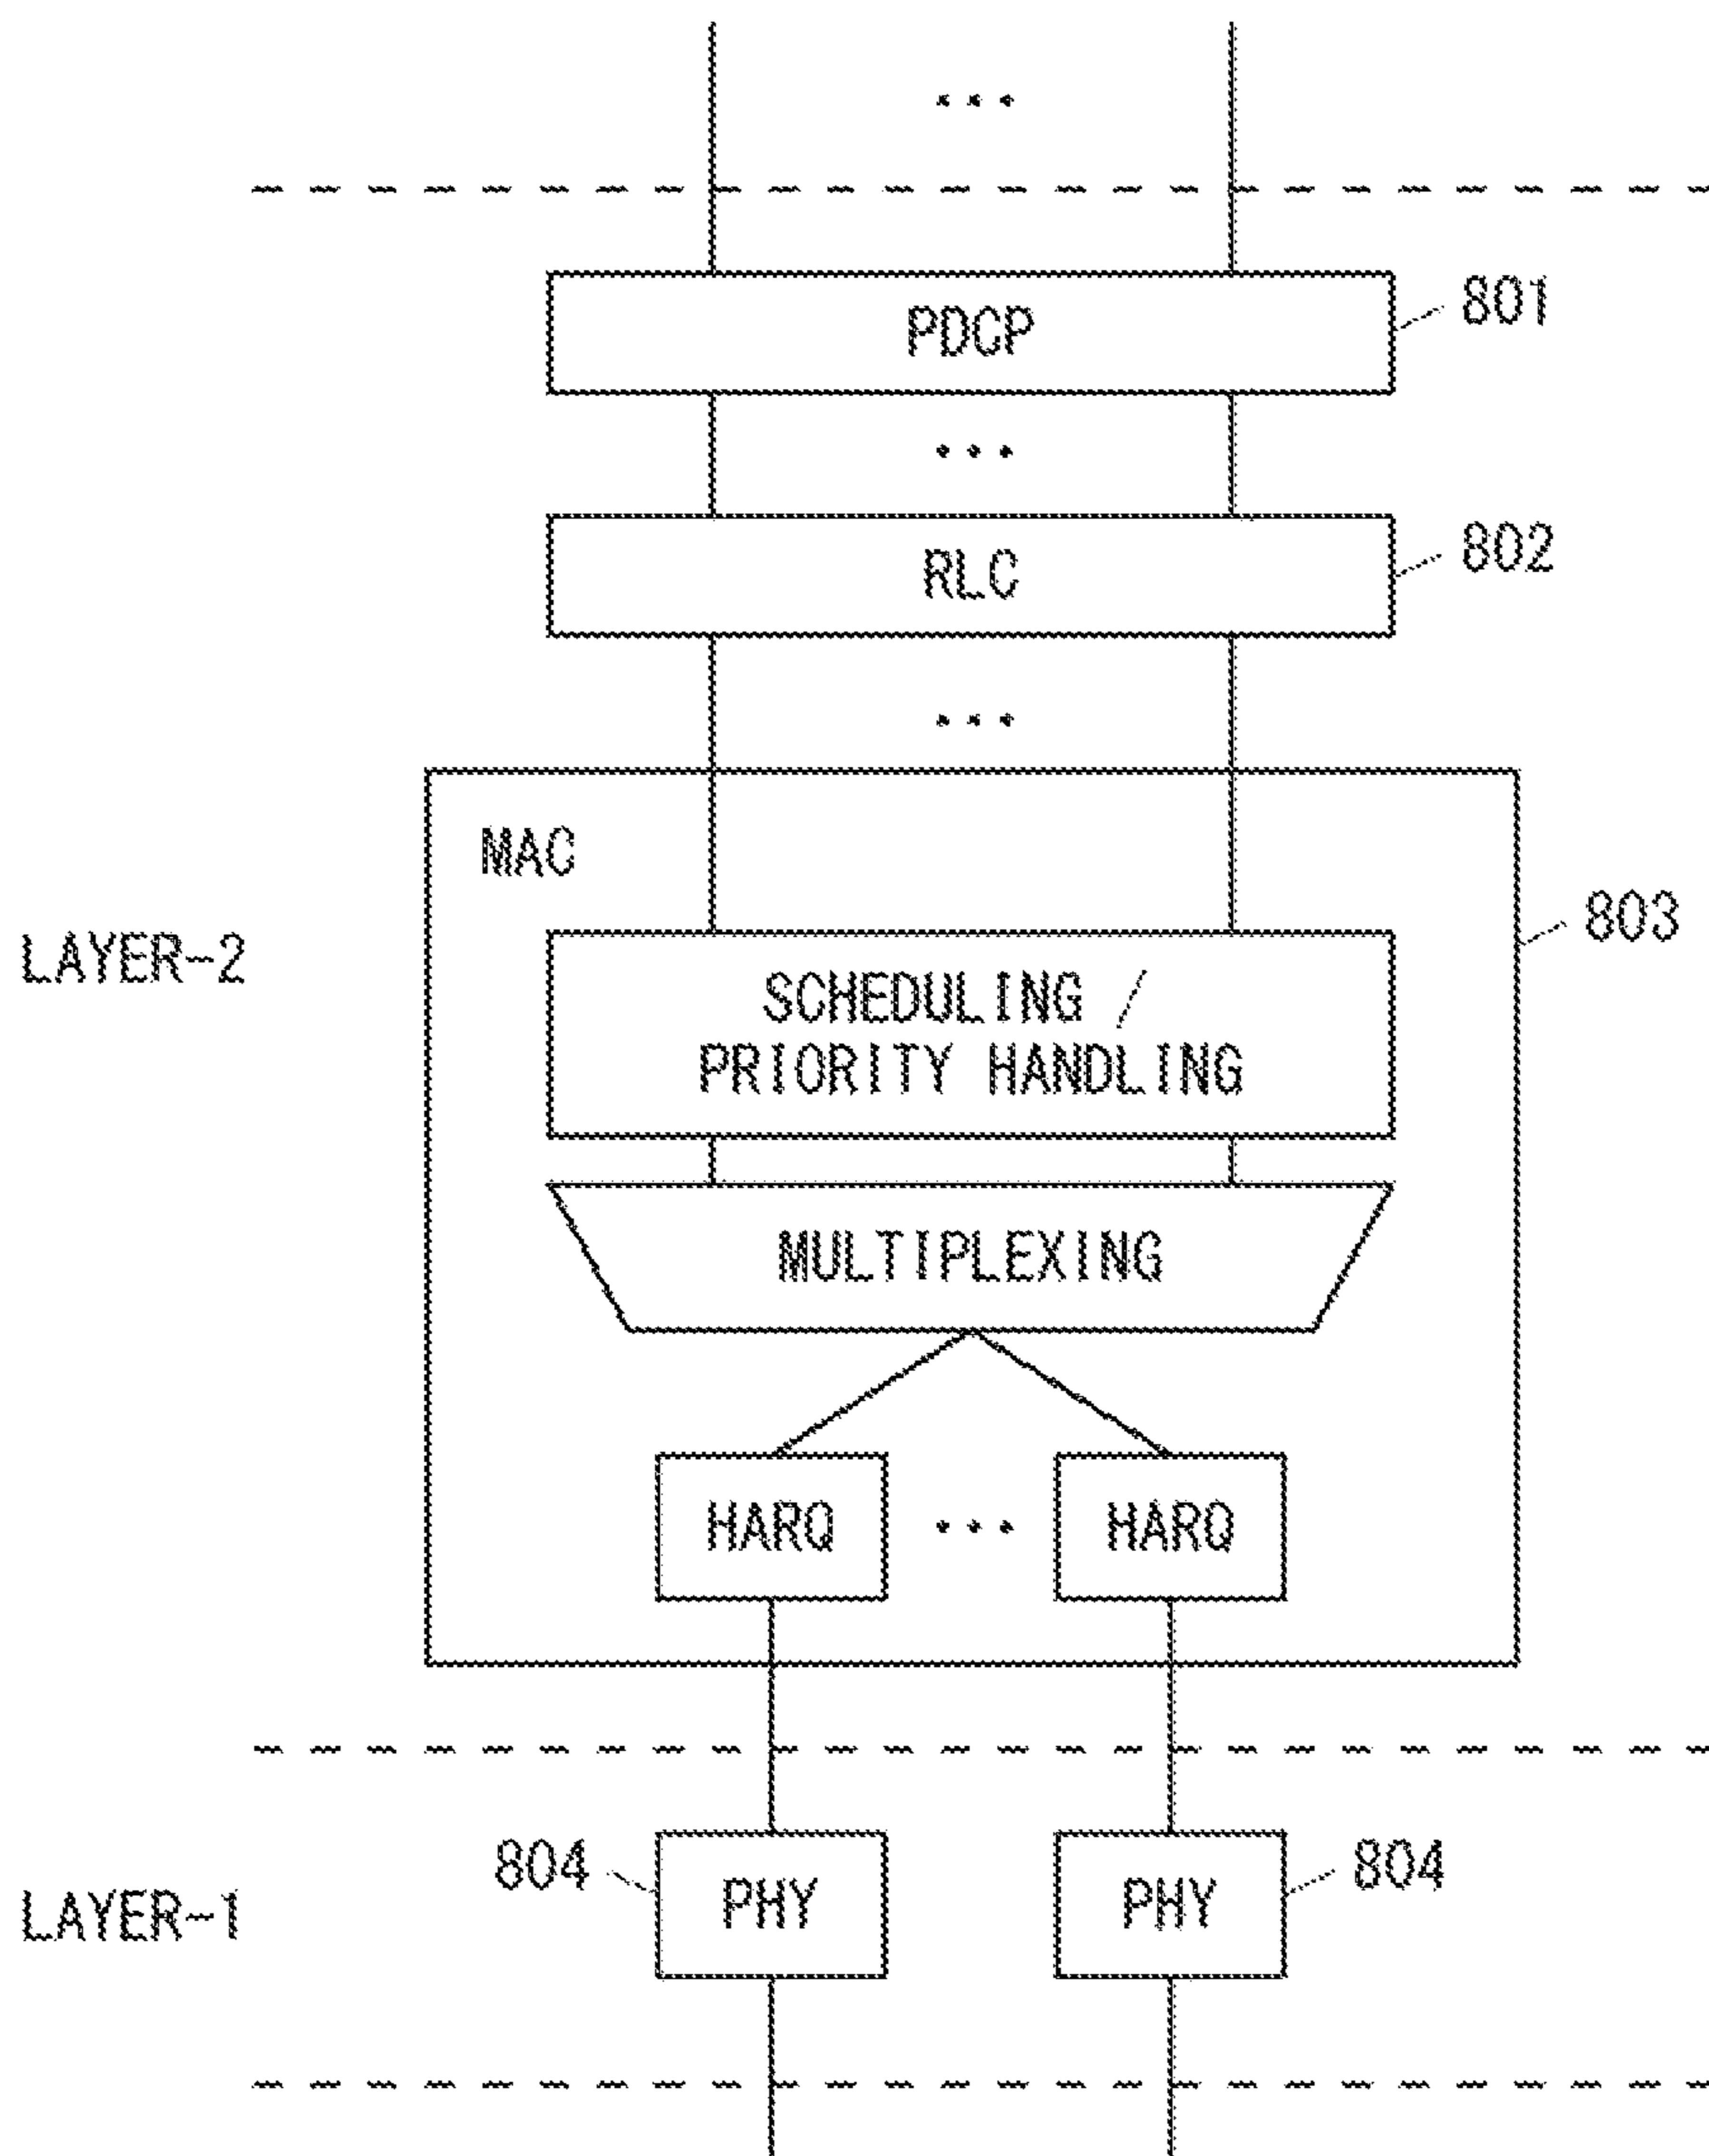 PDCP
801
RLC
802
MAC
803
LAYER-2
SCHEDULING /
PRIORITY HANDLING
MULTIPLEXING
HARQ ••• HARQ
804
PHY
PHY
804
LAYER-1